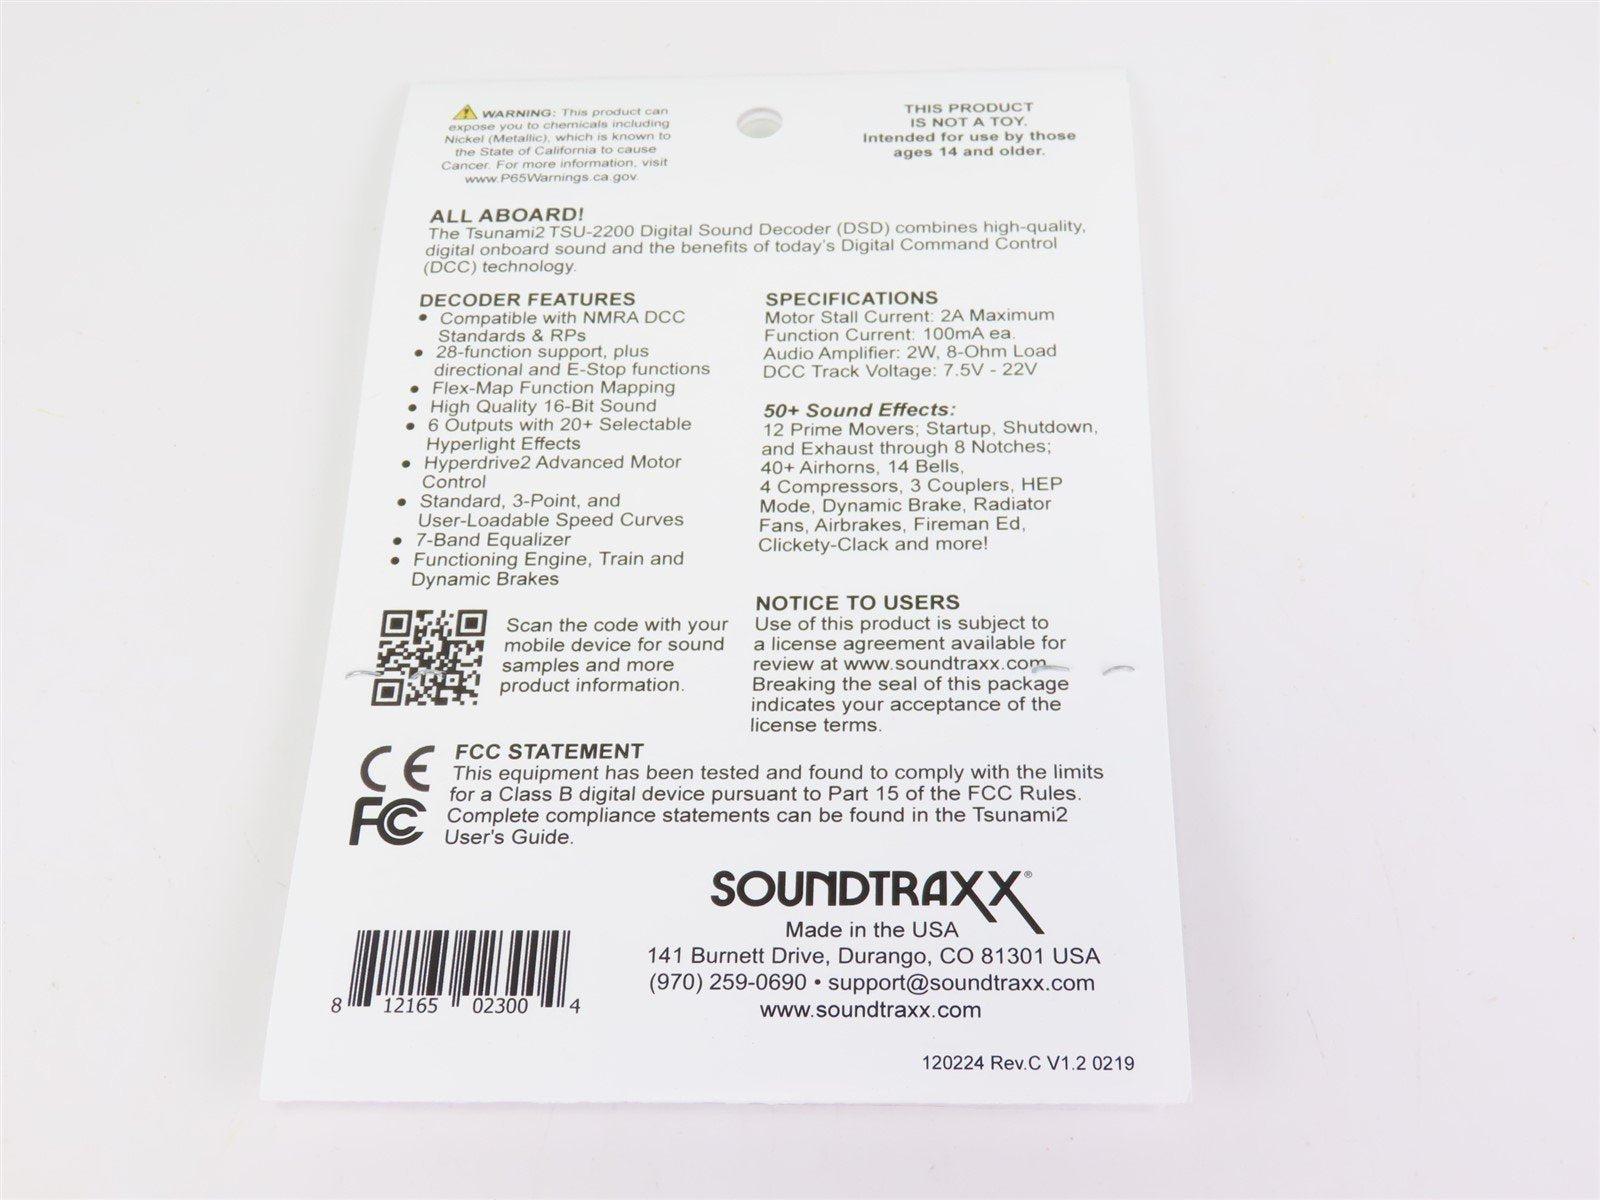 WARNING: This product can
expose you to chemicals including
Nickel (Metallic), which is known to
the State of California to cause
Cancer. For more information, visit
www.P65Warnings.ca.gov.
THIS PRODUCT
IS NOT A TOY.
Intended for use by those
ages 14 and older.
ALL ABOARD!
The Tsunami2 TSU-2200 Digital Sound Decoder (DSD) combines high-quality,
digital onboard sound and the benefits of today's Digital Command Control
(DCC) technology.
DECODER FEATURES
• Compatible with NMRA DCC
Standards & RPs
• 28-function support, plus
directional and E-Stop functions
• Flex-Map Function Mapping
• High Quality 16-Bit Sound
• 6 Outputs with 20+ Selectable
Hyperlight Effects
• Hyperdrive2 Advanced Motor
Control
• Standard, 3-Point, and
User-Loadable Speed Curves
• 7-Band Equalizer
• Functioning Engine, Train and
Dynamic Brakes
SPECIFICATIONS
Motor Stall Current: 2A Maximum
Function Current: 100mA ea.
Audio Amplifier: 2W, 8-Ohm Load
DCC Track Voltage: 7.5V - 22V
50+ Sound Effects:
12 Prime Movers; Startup, Shutdown,
and Exhaust through 8 Notches;
40+ Airhorns, 14 Bells,
4 Compressors, 3 Couplers, HEP
Mode, Dynamic Brake, Radiator
Fans, Airbrakes, Fireman Ed,
Clickety-Clack and more!
Scan the code with your
mobile device for sound
samples and more
product information.
NOTICE TO USERS
Use of this product is subject to
a license agreement available for
review at www.soundtraxx.com
Breaking the seal of this package
indicates your acceptance of the
license terms.
CE
FC
FCC STATEMENT
This equipment has been tested and found to comply with the limits
for a Class B digital device pursuant to Part 15 of the FCC Rules.
Complete compliance statements can be found in the Tsunami2
User's Guide.
SOUNDTRAXX®
Made in the USA
141 Burnett Drive, Durango, CO 81301 USA
(970) 259-0690 • support@soundtraxx.com
www.soundtraxx.com
8 12165 02300 4
120224 Rev.C V1.2 0219